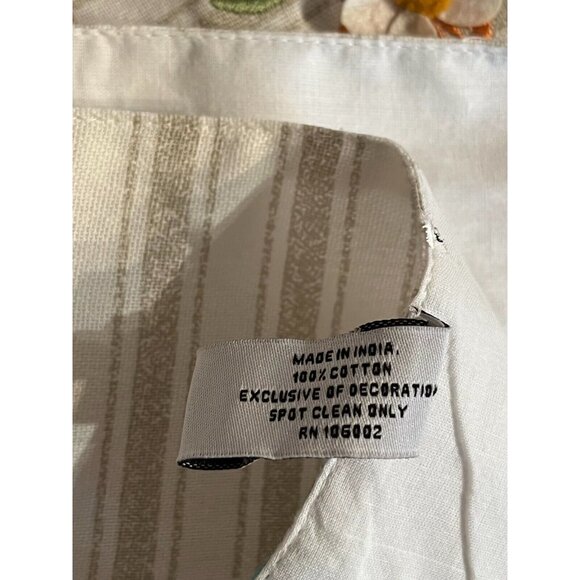 MADE IN INDIA.
100% COTTON
EXCLUSIVE OF DECORATION
SPOT CLEAN ONLY
RN 106002